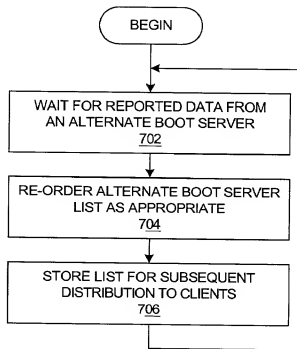 BEGIN
WAIT FOR REPORTED DATA FROM
AN ALTERNATE BOOT SERVER
702
RE-ORDER ALTERNATE BOOT SERVER
LIST AS APPROPRIATE
704
STORE LIST FOR SUBSEQUENT
DISTRIBUTION TO CLIENTS
706